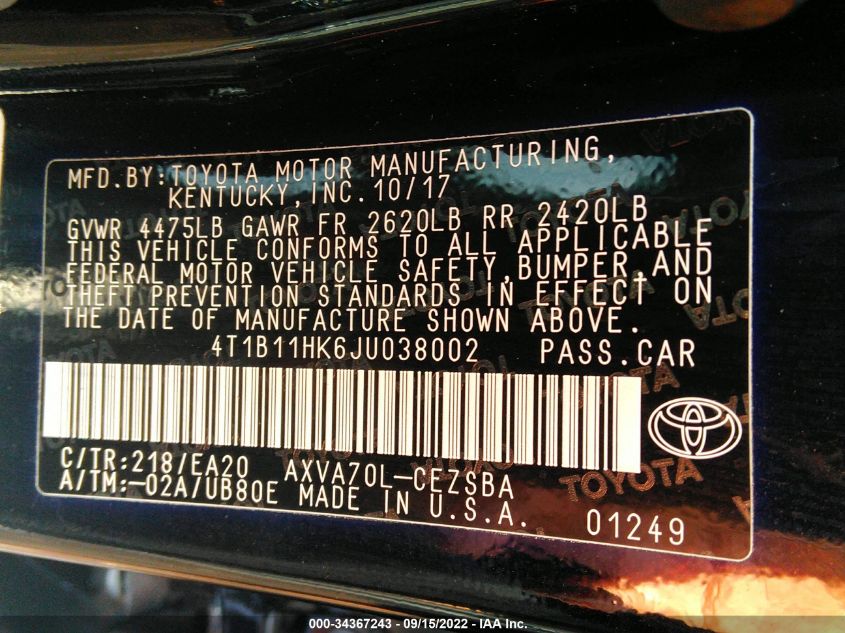 MFD.BY:TOYOTA MOTOR MANUFACTURING,
KENTUCKY,INC.10/17
GVWR 4475LB GAWR FR 2620LB RR 2420LB
THIS VEHICLE CONFORMS TO ALL APPLICABLE
FEDERAL MOTOR VEHICLE SAFETY,BUMPER,AND
THEFT PREVENTION STANDARDS IN EFFECT ON
THE DATE OF MANUFACTURE SHOWN ABOVE.
4T1B11HK6JU038002 PASS.CAR
C/TR:218/EA20 AXVA70L-CEZSBA
A/TM:-02A/UB80E MADE IN U.S.A. 01249
TOYOTA
000-34367243 - 09/15/2022 - IAA Inc.